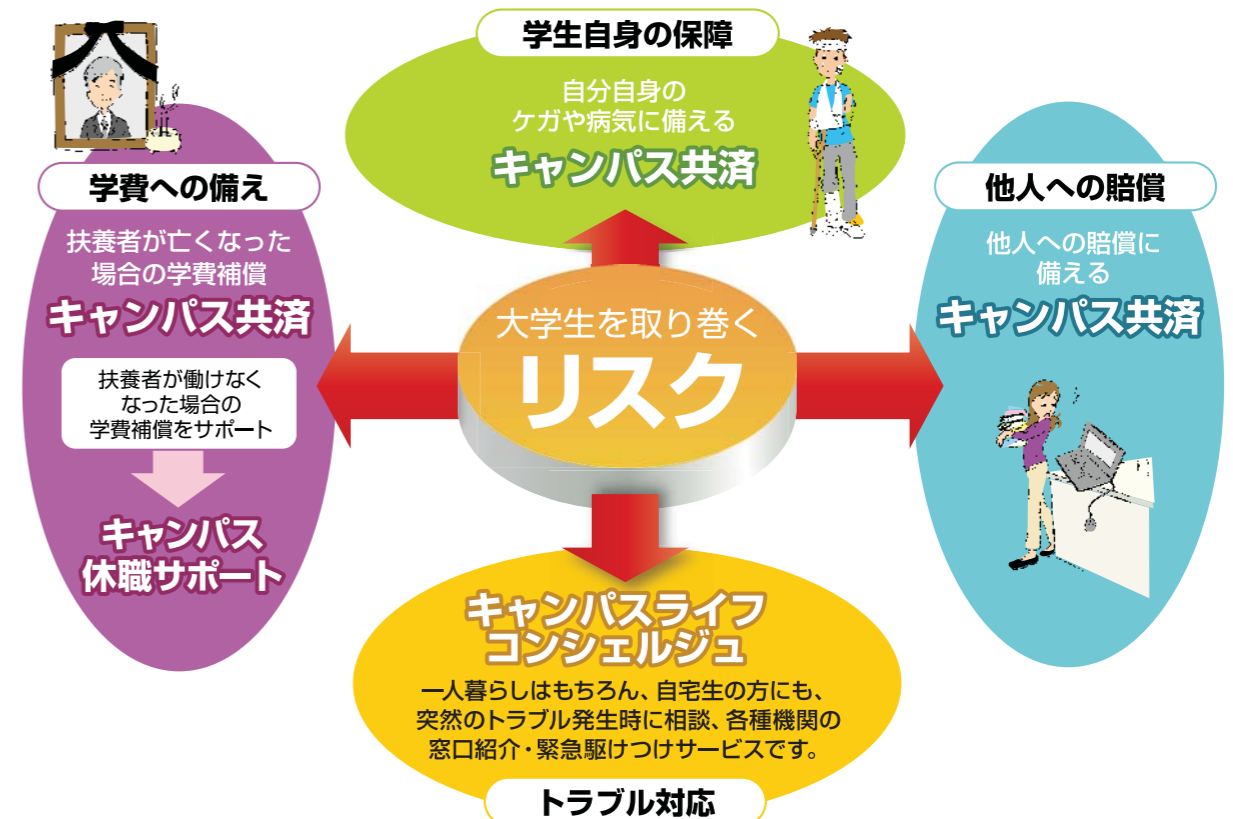 学生自身の保障
自分自身の
ケガや病気に備える
キャンパス共済
学費への備え
扶養者が亡くなった
場合の学費補償
キャンパス共済
扶養者が働けなく
なった場合の
学費補償をサポート
キャンパス
休職サポート
大学生を取り巻く
リスク
他人への賠償
他人への賠償に
備える
キャンパス共済
キャンパスライフ
コンシェルジュ
一人暮らしはもちろん、自宅生の方にも、
突然のトラブル発生時に相談、各種機関の
窓口紹介・緊急駆けつけサービスです。
トラブル対応